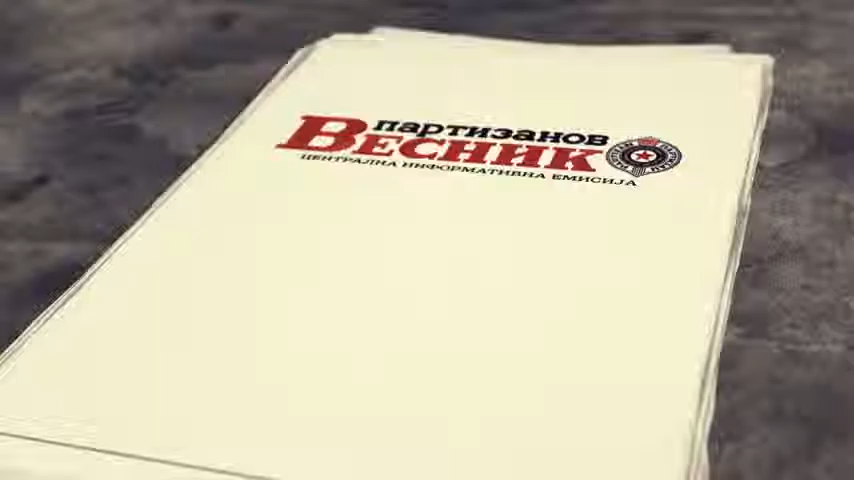 партизанов
Весник
ЦЕНТРАЛНА ИНФОРМАТИВНА ЕМИСИЈА